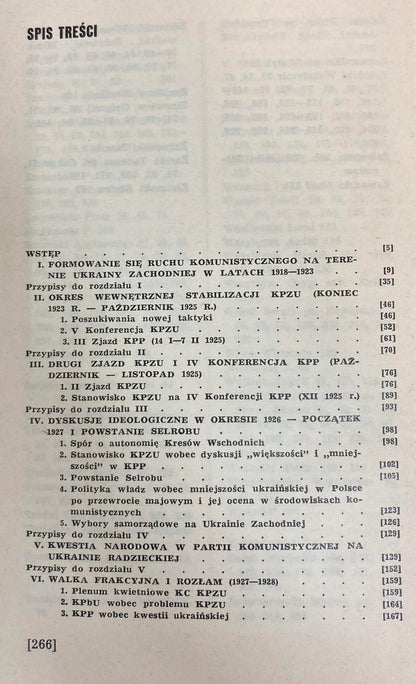 SPIS TREŚCI
WSTĘP . . . . . . . . . . . . . . [5]
I. FORMOWANIE SIĘ RUCHU KOMUNISTYCZNEGO NA TERE-
NIE UKRAINY ZACHODNIEJ W LATACH 1918—1923 . . . [9]
Przypisy do rozdziału I . . . . . . . . . . [35]
II. OKRES WEWNĘTRZNEJ STABILIZACJI KPZU (KONIEC
1923 R. — PAŹDZIERNIK 1925 R.) . . . . . . . [46]
1. Poszukiwania nowej taktyki . . . . . . . . [46]
2. V Konferencja KPZU . . . . . . . . . . [52]
3. III Zjazd KPP (14 I—7 II 1925) . . . . . . . [61]
Przypisy do rozdziału II . . . . . . . . . . [70]
III. DRUGI ZJAZD KPZU I IV KONFERENCJA KPP (PAŹ-
DZIERNIK — LISTOPAD 1925) . . . . . . . . [76]
1. II Zjazd KPZU . . . . . . . . . . . [76]
2. Stanowisko KPZU na IV Konferencji KPP (XII 1925 r.) [89]
Przypisy do rozdziału III . . . . . . . . . . [93]
IV. DYSKUSJE IDEOLOGICZNE W OKRESIE 1926 — POCZĄTEK
1927 I POWSTANIE SELROBU . . . . . . . . [98]
1. Spór o autonomię Kresów Wschodnich . . . . . [98]
2. Stanowisko KPZU wobec dyskusji „większości" i „mniej-
szości" w KPP . . . . . . . . . . . [102]
3. Powstanie Selrobu . . . . . . . . . . [105]
4. Polityka władz wobec mniejszości ukraińskiej w Polsce
po przewrocie majowym i jej ocena w środowiskach ko-
munistycznych . . . . . . . . . . . [123]
5. Wybory samorządowe na Ukrainie Zachodniej . . . [126]
Przypisy do rozdziału IV . . . . . . . . . . [129]
V. KWESTIA NARODOWA W PARTII KOMUNISTYCZNEJ NA
UKRAINIE RADZIECKIEJ . . . . . . . . . [139]
Przypisy do rozdziału V . . . . . . . . . . [152]
VI. WALKA FRAKCYJNA I ROZŁAM (1927—1928) . . . . [159]
1. Plenum kwietniowe KC KPZU . . . . . . . [159]
2. KPbU wobec problemu KPZU . . . . . . . [164]
3. KPP wobec kwestii ukraińskiej . . . . . . . [167]
[266]